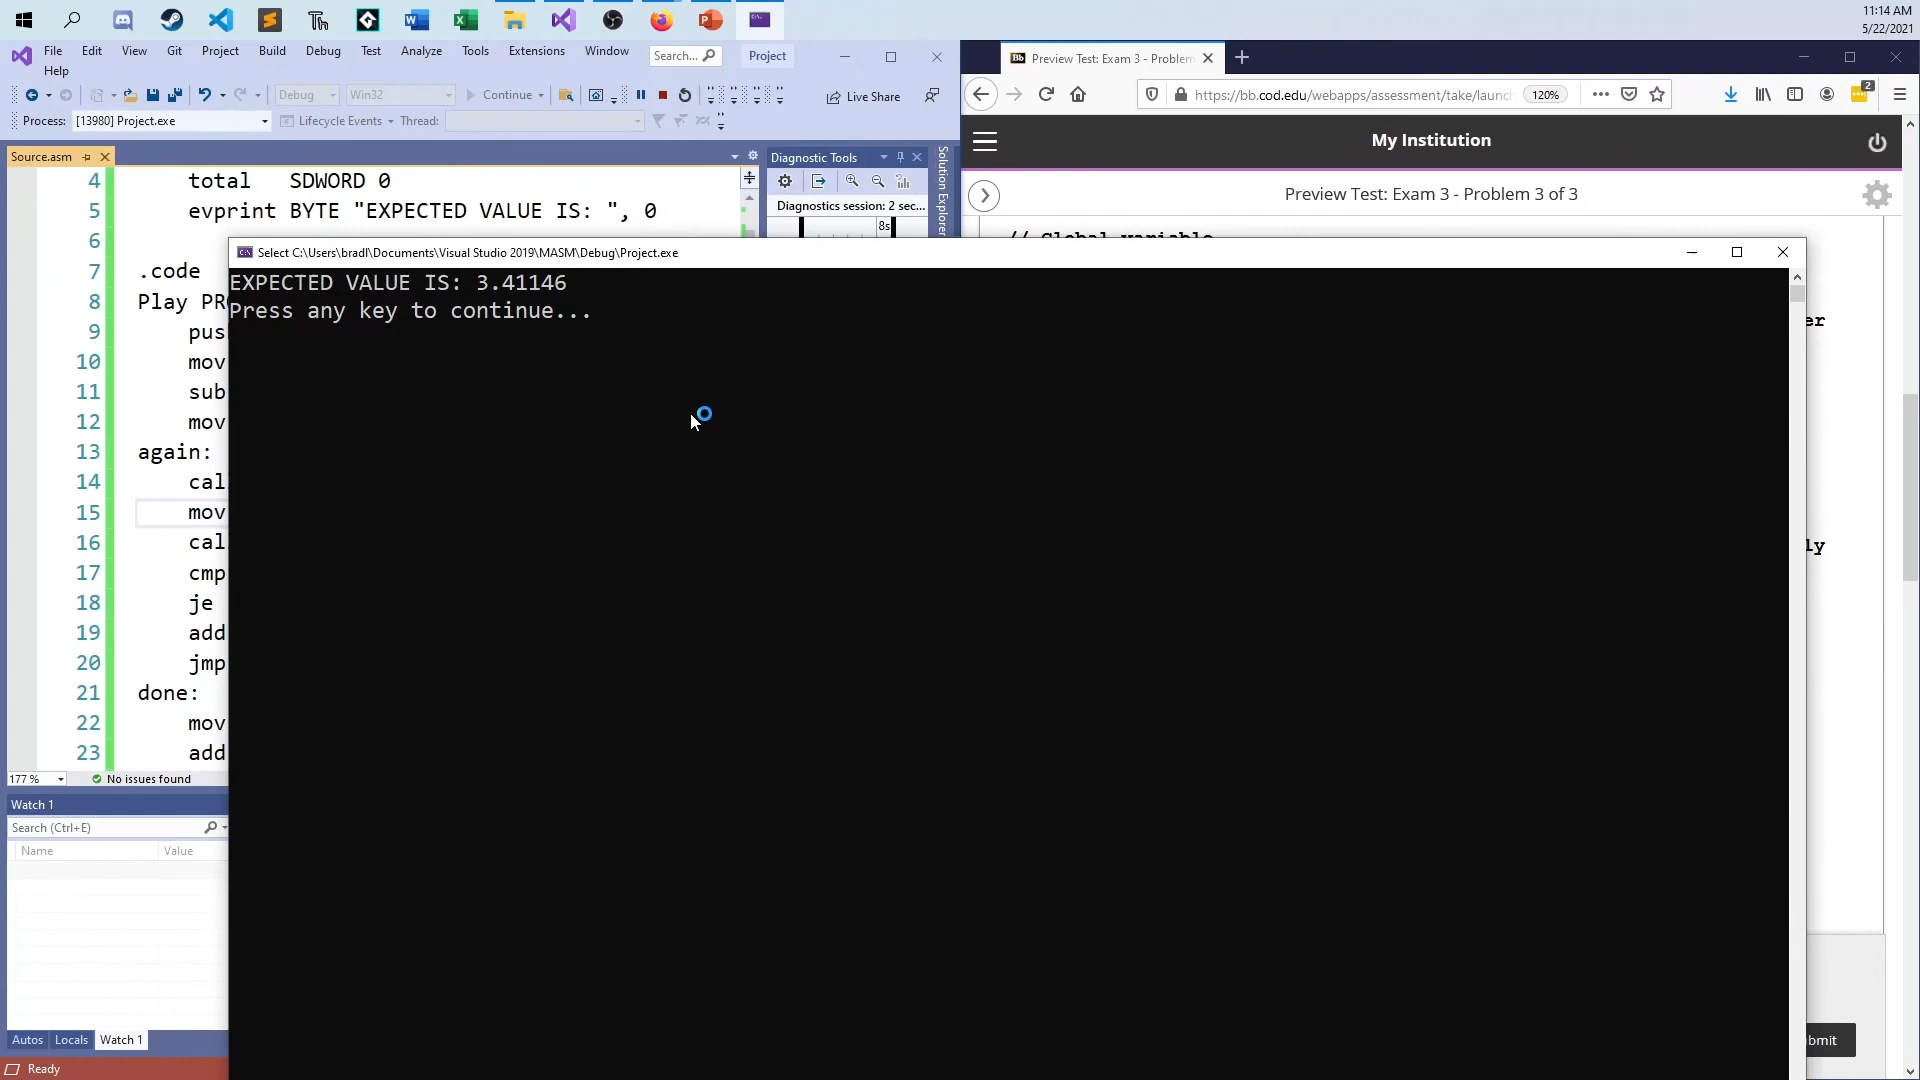 11:14 AM
5/22/2021
File Edit View Git Project Build Debug Test Analyze Tools Extensions Window Search... Project
Help
Debug Win32 Continue Live Share
Process: [13980] Project.exe Lifecycle Events Thread:
Source.asm
4 total SDWORD 0
5 evprint BYTE "EXPECTED VALUE IS: ", 0
6
7 .code
8 Play PR
9 pus
10 mov
11 sub
12 mov
13 again:
14 cal
15 mov
16 cal
17 cmp
18 je
19 add
20 jmp
21 done:
22 mov
23 add
177 % No issues found
Watch 1
Search (Ctrl+E)
Name Value
Autos Locals Watch 1
Ready
Diagnostic Tools
Diagnostics session: 2 sec...
8s
Solution Explorer
Select C:\Users\bradl\Documents\Visual Studio 2019\MASM\Debug\Project.exe
EXPECTED VALUE IS: 3.41146
Press any key to continue...
Bb Preview Test: Exam 3 - Problem
https://bb.cod.edu/webapps/assessment/take/launc 120% 2
My Institution
Preview Test: Exam 3 - Problem 3 of 3
// Global variable
er
ly
bmit